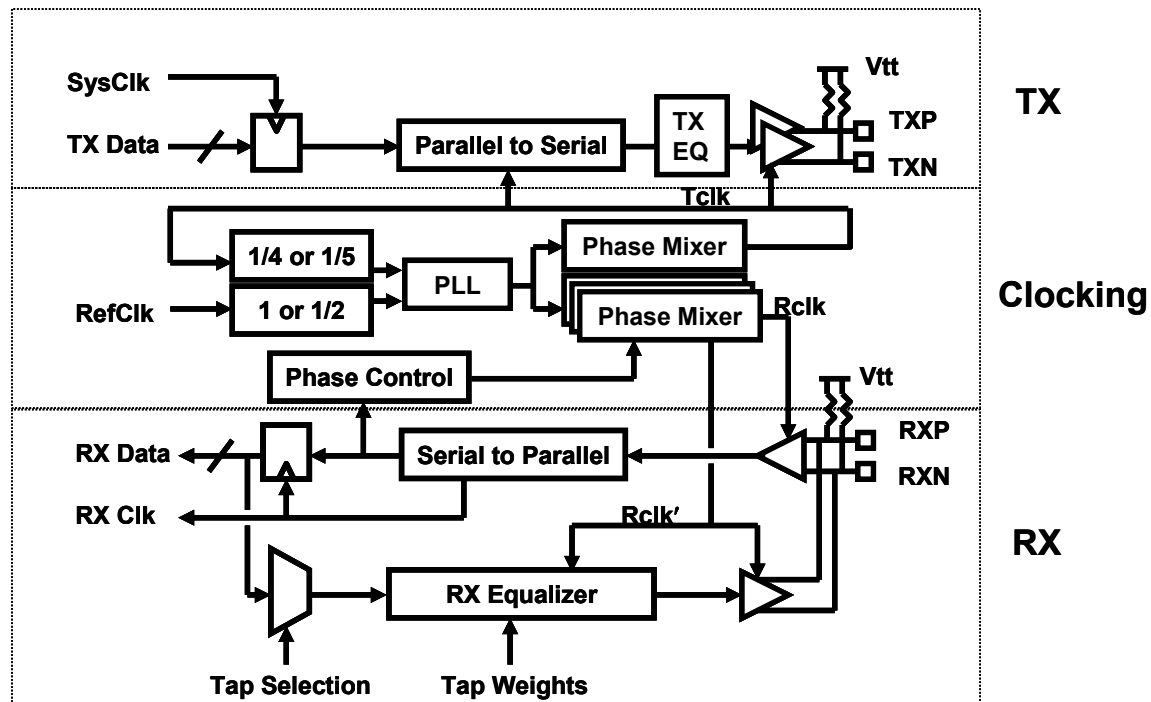 SysClk
Vtt
TX
TX Data
Parallel to Serial
TX
EQ
TXP
TXN
Tclk
1/4 or 1/5
Phase Mixer
PLL
Clocking
RefClk
1 or 1/2
Phase Mixer
Rclk
Phase Control
Vtt
RX Data
Serial to Parallel
RXP
RXN
RX Clk
Rclk′
RX
RX Equalizer
Tap Selection
Tap Weights